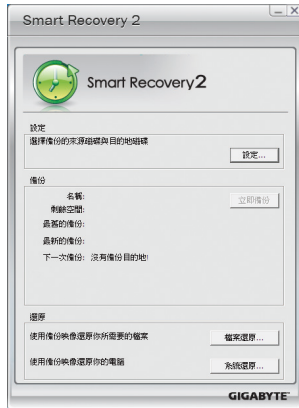 Smart Recovery 2
Smart Recovery2
設定
選擇備份的來源磁碟與目的地磁碟
設定...
備份
名稱:
立即備份
剩餘空間:
最舊的備份:
最新的備份:
下一次備份: 沒有備份目的地!
還原
使用備份映像還原你所需要的檔案
檔案還原...
使用備份映像還原你的電腦
系統還原...
GIGABYTE™